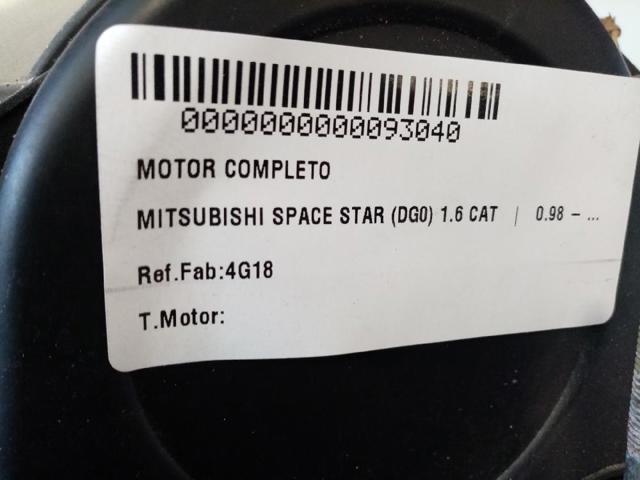 0000000000093040
MOTOR COMPLETO
MITSUBISHI SPACE STAR (DG0) 1.6 CAT | 0.98 – ...
Ref.Fab:4G18
T.Motor: